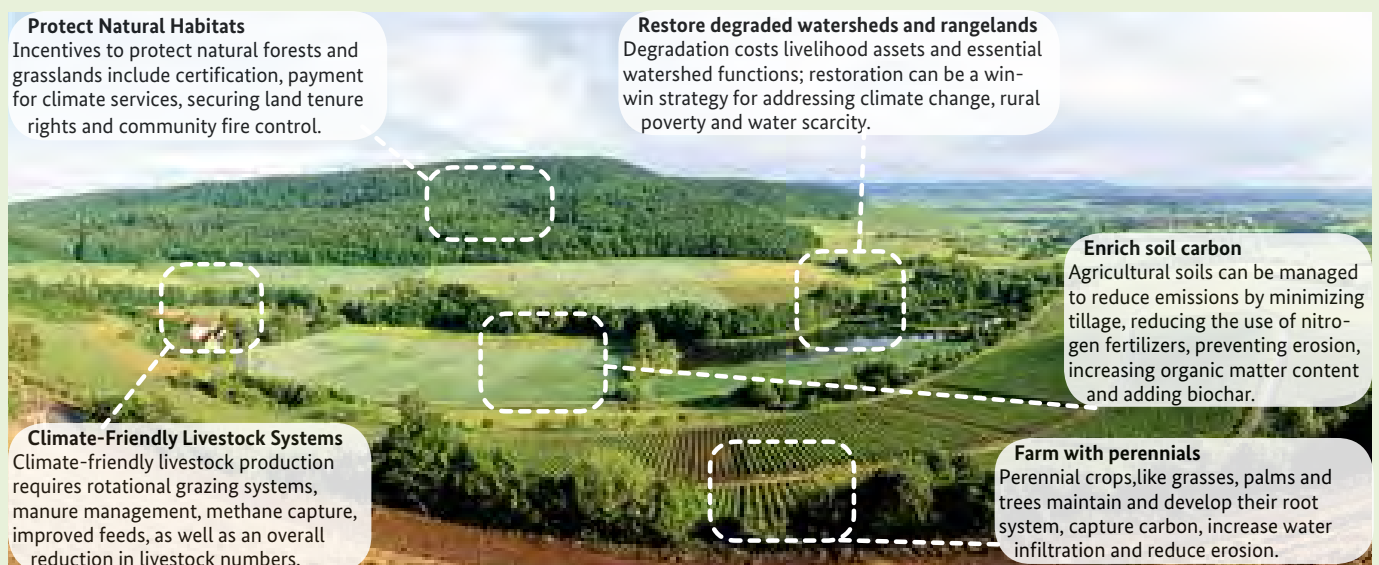 Protect Natural Habitats
Incentives to protect natural forests and
grasslands include certification, payment
for climate services, securing land tenure
rights and community fire control.
Restore degraded watersheds and rangelands
Degradation costs livelihood assets and essential
watershed functions; restoration can be a win-
win strategy for addressing climate change, rural
poverty and water scarcity.
Enrich soil carbon
Agricultural soils can be managed
to reduce emissions by minimizing
tillage, reducing the use of nitro-
gen fertilizers, preventing erosion,
increasing organic matter content
and adding biochar.
Climate-Friendly Livestock Systems
Climate-friendly livestock production
requires rotational grazing systems,
manure management, methane capture,
improved feeds, as well as an overall
reduction in livestock numbers.
Farm with perennials
Perennial crops,like grasses, palms and
trees maintain and develop their root
system, capture carbon, increase water
infiltration and reduce erosion.